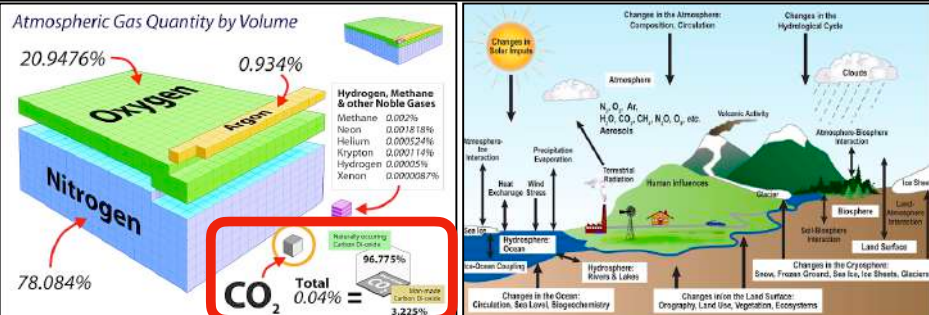 Atmospheric Gas Quantity by Volume
20.9476%
0.934%
Oxygen
Argon
Nitrogen
78.084%
Hydrogen, Methane
& other Noble Gases
Methane 0.002%
Neon 0.001818%
Helium 0.000524%
Krypton 0.000114%
Hydrogen 0.00005%
Xenon 0.0000087%
Naturally occuring
Carbon Di-oxide
96.775%
CO2
Total
0.04% =
Man-made
Carbon Di-oxide
3.225%
Changes in the Atmosphere:
Composition, Circulation
Changes in the
Hydrological Cycle
Changes in
Solar Imputs
Clouds
Atmosphere
N2, O2, Ar,
H2O, CO2, CH4, N2O, O3, etc.
Aerosols
Volcanic Activity
Atmosphere-Biosphere
Interaction
Atmosphere-
Ice
Interaction
Precipitation
Evaporation
Terrestrial
Radiation
Heat
Exchange
Wind
Stress
Human Influences
Glacier
Ice Shee
Land-
Atmosphere
Interaction
Biosphere
Soil-Biosphere
Interaction
Land Surface
Sea Ice
Hydrosphere:
Ocean
Ice-Ocean Coupling
Hydrosphere:
Rivers & Lakes
Changes in the Cryosphere:
Snow, Frozen Ground, Sea Ice, Ice Sheets, Glaciers
Changes in the Ocean:
Circulation, Sea Level, Biogeochemistry
Changes in/on the Land Surface:
Orography, Land Use, Vegetation, Ecosystems